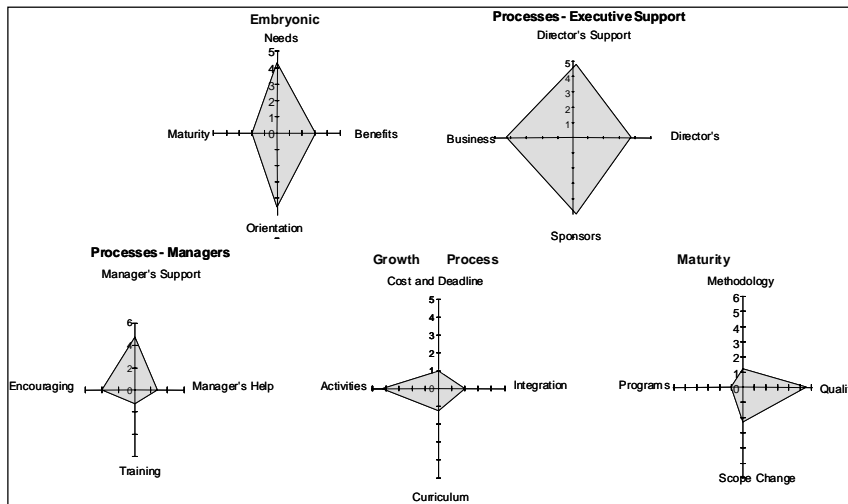 Embryonic
Needs
5
4
3
2
1
0
Maturity
Benefits
Orientation
Processes - Executive Support
Director's Support
5
4
3
2
1
Business
Director's
Sponsors
Processes - Managers
Manager's Support
6
4
2
0
Encouraging
Manager's Help
Training
Growth Process
Cost and Deadline
5
4
3
2
1
0
Activities
Integration
Curriculum
Maturity
Methodology
6
5
4
3
2
1
0
Programs
Qualit
Scope Change